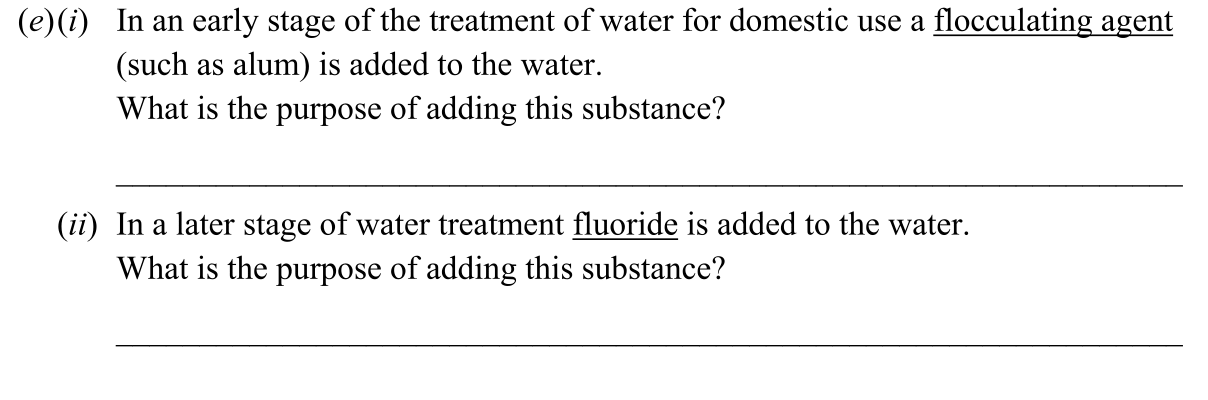 (e)(i) In an early stage of the treatment of water for domestic use a flocculating agent
(such as alum) is added to the water.
What is the purpose of adding this substance?
(ii) In a later stage of water treatment fluoride is added to the water.
What is the purpose of adding this substance?